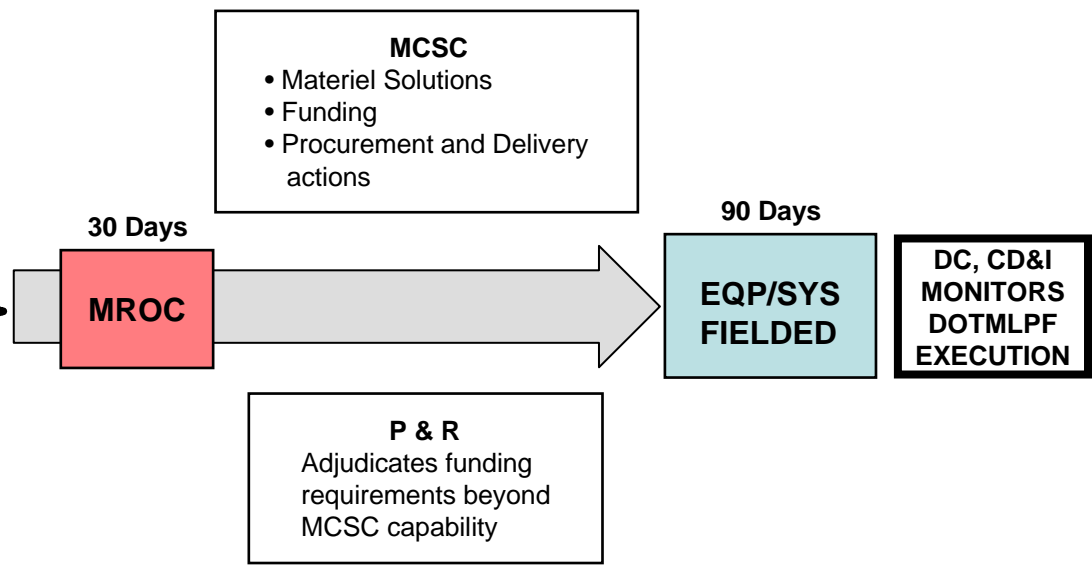 MCSC
• Materiel Solutions
• Funding
• Procurement and Delivery
actions
30 Days
MROC
90 Days
EQP/SYS
FIELDED
DC, CD&I
MONITORS
DOTMLPF
EXECUTION
P & R
Adjudicates funding
requirements beyond
MCSC capability